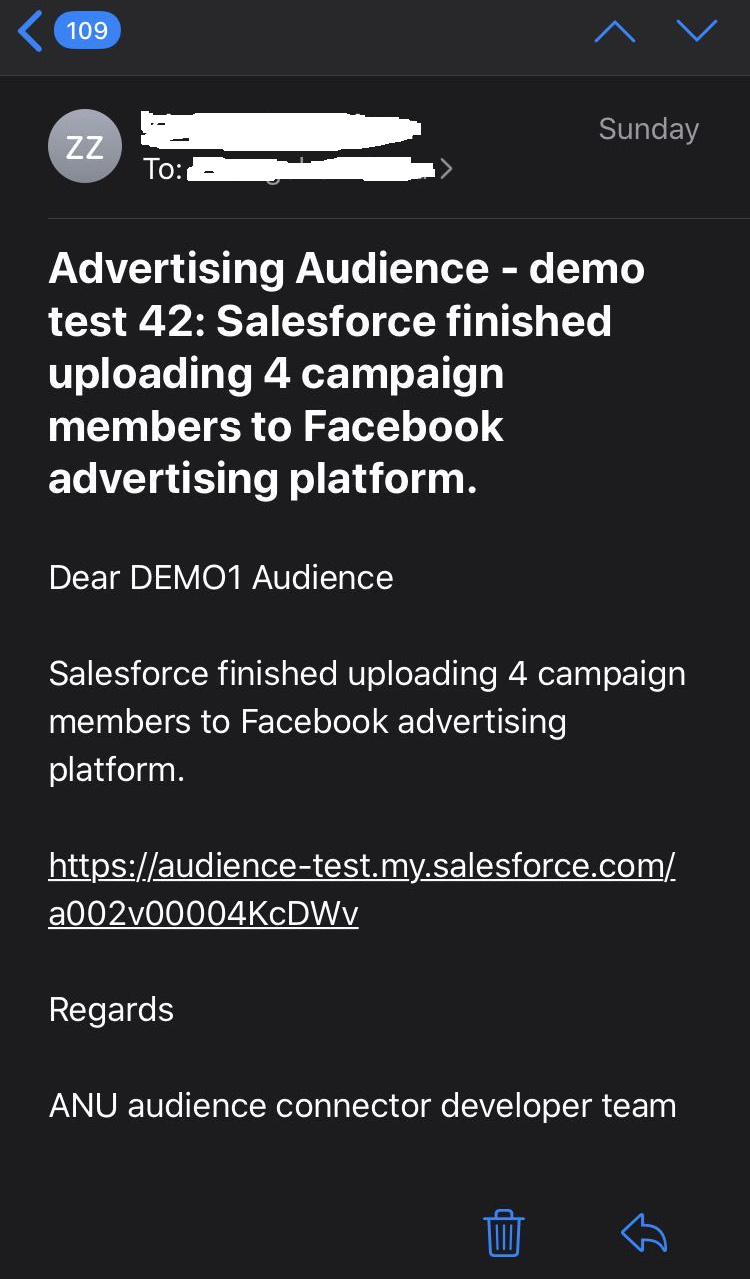 109
ZZ
Sunday
To:
Advertising Audience - demo
test 42: Salesforce finished
uploading 4 campaign
members to Facebook
advertising platform.
Dear DEMO1 Audience
Salesforce finished uploading 4 campaign
members to Facebook advertising
platform.
https://audience-test.my.salesforce.com/
a002v00004KcDWv
Regards
ANU audience connector developer team